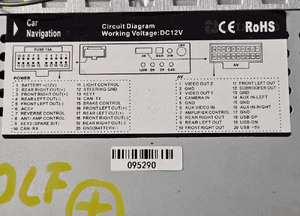 Car
Navigation
Circuit Diagram
Working Voltage:DC12V
CE RoHS
FUSE 15A
POWER
AV
1 BATTERY+(12V)
2 REAR RIGHT OUT(+)
3 FRONT RIGHT OUT(+)
4 REAR LEFT OUT(-)
5 FRONT LEFT OUT(-)
6 ACC+
7 REVERSE CONTROL
8 ANTI-AMP CONTROL
9 KEY2/(SPARE BIT)
10 CAN-RX
11 LIGHT CONTROL
12 STEERING GND
13 KEY1
14 CAN TX
15 BRAKE CONTROL
16 FRONT LEFT OUT(+)
17 REAR LEFT OUT(+)
18 FRONT RIGHT OUT(-)
19 REAR RIGHT OUT(-)
20 GND(BATTERY-)
1 VIDEO OUT 2
2 GND
3 VIDEO OUT1
4 CAMERA IN
5 GND
6 AUX VIDEO IN
7 AMPLIFIER CONTROL
8 GND
9 REAR RIGHT OUT
10 FRONT RIGHT OUT
11 FRONT LEFT OUT
12 SUBWOOFER OUT
13 GND
14 AUX IN-LEFT
15 GND
16 AUX IN-RIGHT
17 GND
18 USB-DP
19 USB-DN
20 USB +5V
095290
OLF